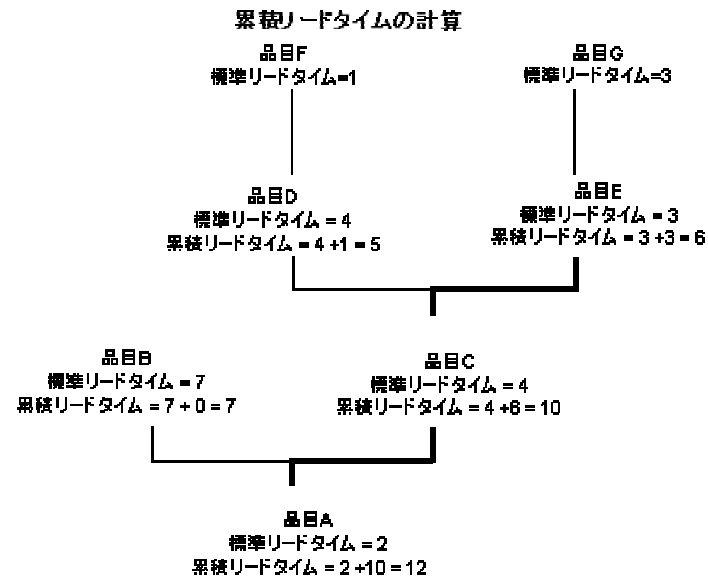 累積リードタイムの計算
品目F
標準リードタイム=1
品目G
標準リードタイム=3
品目D
標準リードタイム = 4
累積リードタイム = 4 +1 = 5
品目E
標準リードタイム = 3
累積リードタイム = 3 +3 = 6
品目B
標準リードタイム = 7
累積リードタイム = 7 + 0 = 7
品目C
標準リードタイム = 4
累積リードタイム = 4 +6 = 10
品目A
標準リードタイム = 2
累積リードタイム = 2 +10 = 12